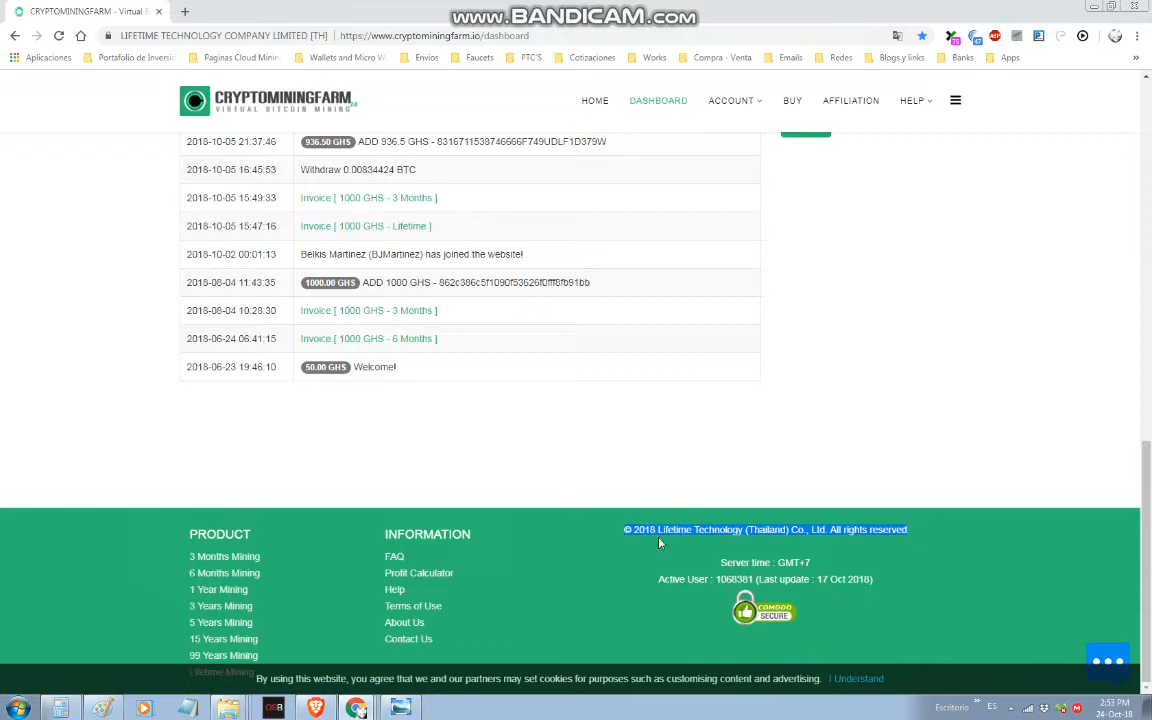 www.BANDICAM.com
CRYPTOMININGFARM - Virtual B
LIFETIME TECHNOLOGY COMPANY LIMITED [TH]
https://www.cryptominingfarm.io/dashboard
75
47
ABP
Aplicaciones
Portafolio de Inversio
Paginas Cloud Minin
Wallets and Micro W
Envios
Faucets
PTC'S
Cotizaciones
Works
Compra - Venta
Emails
Redes
Blogs y links
Banks
Apps
»
CRYPTOMININGFARM
VIRTUAL BITCOIN MINING
HOME
DASHBOARD
ACCOUNT
BUY
AFFILIATION
HELP
2018-10-05 21:37:46 936.50 GHS ADD 936.5 GHS - 8316711538746666F749UDLF1D379W
2018-10-05 16:45:53 Withdraw 0.00834424 BTC
2018-10-05 15:49:33 Invoice [ 1000 GHS - 3 Months ]
2018-10-05 15:47:16 Invoice [ 1000 GHS - Lifetime ]
2018-10-02 00:01:13 Belkis Martinez (BJMartinez) has joined the website!
2018-08-04 11:43:35 1000.00 GHS ADD 1000 GHS - 862c386c5f1090f53626f0fff8fb91bb
2018-08-04 10:28:30 Invoice [ 1000 GHS - 3 Months ]
2018-06-24 06:41:15 Invoice [ 1000 GHS - 6 Months ]
2018-06-23 19:46:10 50.00 GHS Welcome!
PRODUCT
3 Months Mining
6 Months Mining
1 Year Mining
3 Years Mining
5 Years Mining
15 Years Mining
99 Years Mining
Lifetime Mining
INFORMATION
FAQ
Profit Calculator
Help
Terms of Use
About Us
Contact Us
© 2018 Lifetime Technology (Thailand) Co., Ltd. All rights reserved
Server time : GMT+7
Active User : 1068381 (Last update : 17 Oct 2018)
COMODO
SECURE
By using this website, you agree that we and our partners may set cookies for purposes such as customising content and advertising. I Understand
OSB
Escritorio
»
ES
2:53 PM
24-Oct-18